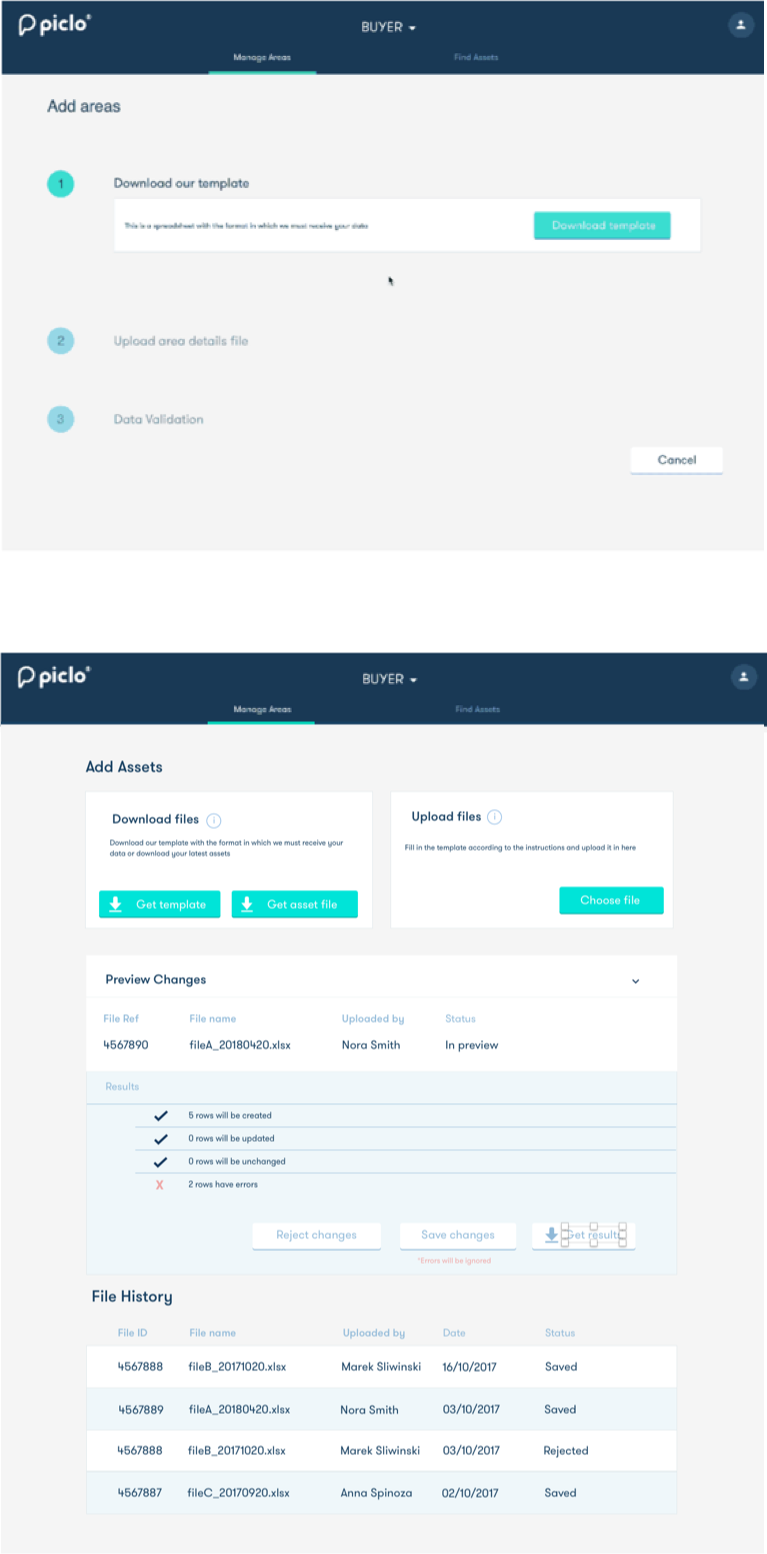 piclo®
BUYER
Manage Areas Find Assets
Add areas
1 Download our template
This is a spreadsheet with the format in which we must receive your data Download template
2 Upload area details file
3 Data Validation
Cancel
piclo®
BUYER
Manage Areas Find Assets
Add Assets
Download files i
Download our template with the format in which we must receive your
data or download your latest assets
Get template Get asset file
Upload files i
Fill in the template according to the instructions and upload it in here
Choose file
Preview Changes
File Ref File name Uploaded by Status
4567890 fileA_20180420.xlsx Nora Smith In preview
Results
5 rows will be created
0 rows will be updated
0 rows will be unchanged
X 2 rows have errors
Reject changes Save changes Get results
*Errors will be ignored
File History
File ID File name Uploaded by Date Status
4567888 fileB_20171020.xlsx Marek Sliwinski 16/10/2017 Saved
4567889 fileA_20180420.xlsx Nora Smith 03/10/2017 Saved
4567888 fileB_20171020.xlsx Marek Sliwinski 03/10/2017 Rejected
4567887 fileC_20170920.xlsx Anna Spinoza 02/10/2017 Saved